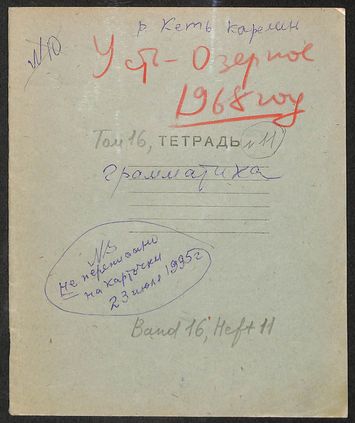 р. Кеть Карелин
№10
Уст-Озерное
1968 год
Том 16, ТЕТРАДЬ №11
грамматика
NB
не переписано
на карточки
23 июля 1995 г
Band 16, Heft 11